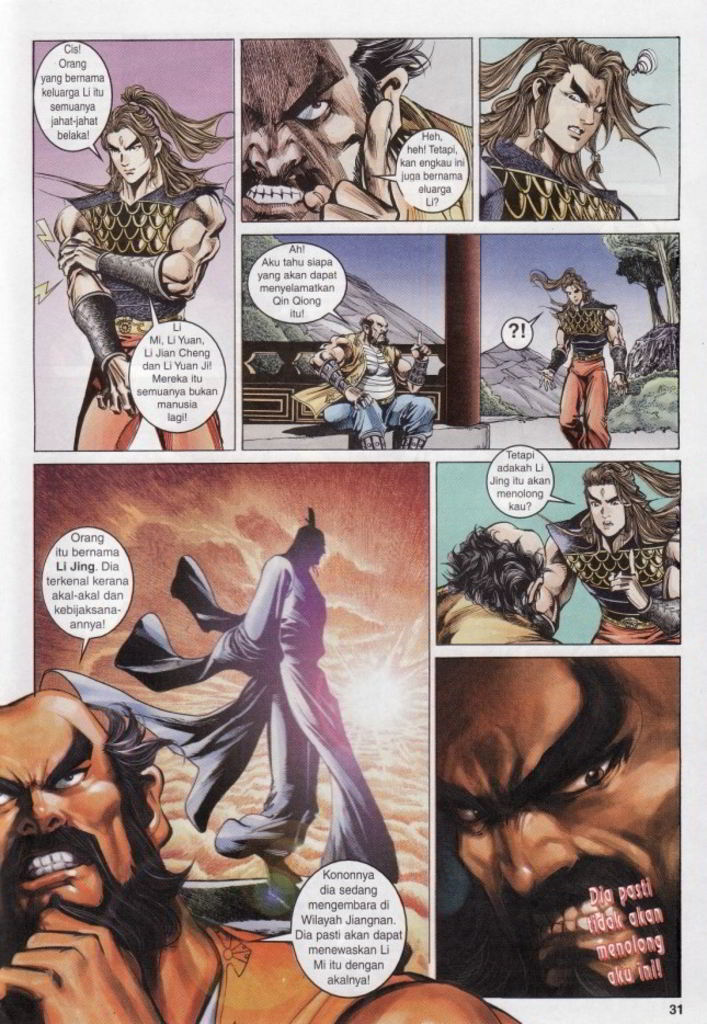 Cis!
Orang
yang bernama
keluarga Li itu
semuanya
jahat-jahat
belaka!
Li
Mi, Li Yuan,
Li Jian Cheng
dan Li Yuan Ji!
Mereka itu
semuanya bukan
manusia
lagi!
Heh,
heh! Tetapi,
kan engkau ini
juga bernama
eluarga
Li?
Ah!
Aku tahu siapa
yang akan dapat
menyelamatkan
Qin Qiong
itu!
?!
Orang
itu bernama
Li Jing. Dia
terkenal kerana
akal-akal dan
kebijaksana-
annya!
Kononnya
dia sedang
mengembara di
Wilayah Jiangnan.
Dia pasti akan dapat
menewaskan Li
Mi itu dengan
akalnya!
Tetapi
adakah Li
Jing itu akan
menolong
kau?
Dia pasti
tidak akan
menolong
aku ini!
31